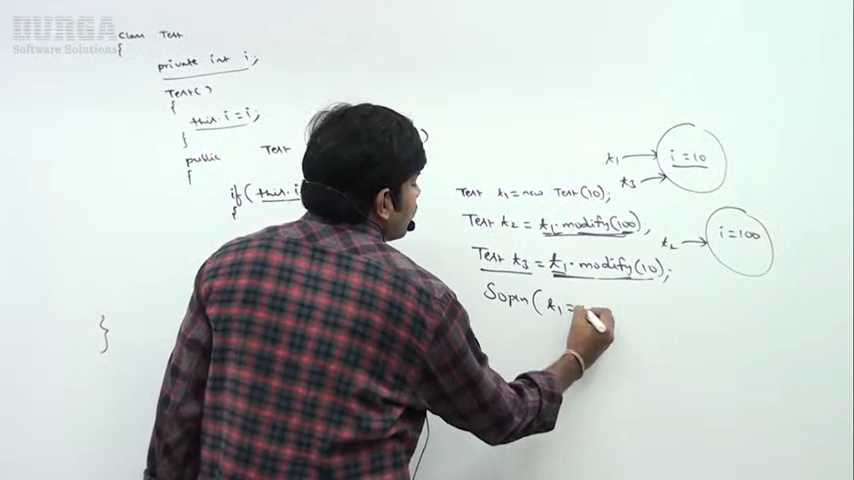 DURGA
Software Solutions
class Test
{
private int i;
Test()
{
this.i = i;
}
public Test )
{
if( this.i
{
}
Test t1 = new Test(10);
Test t2 = t1.modify(100);
Test t3 = t1.modify(10);
Sopln(t1=
t1 → i = 10
t3 →
t2 → i = 100